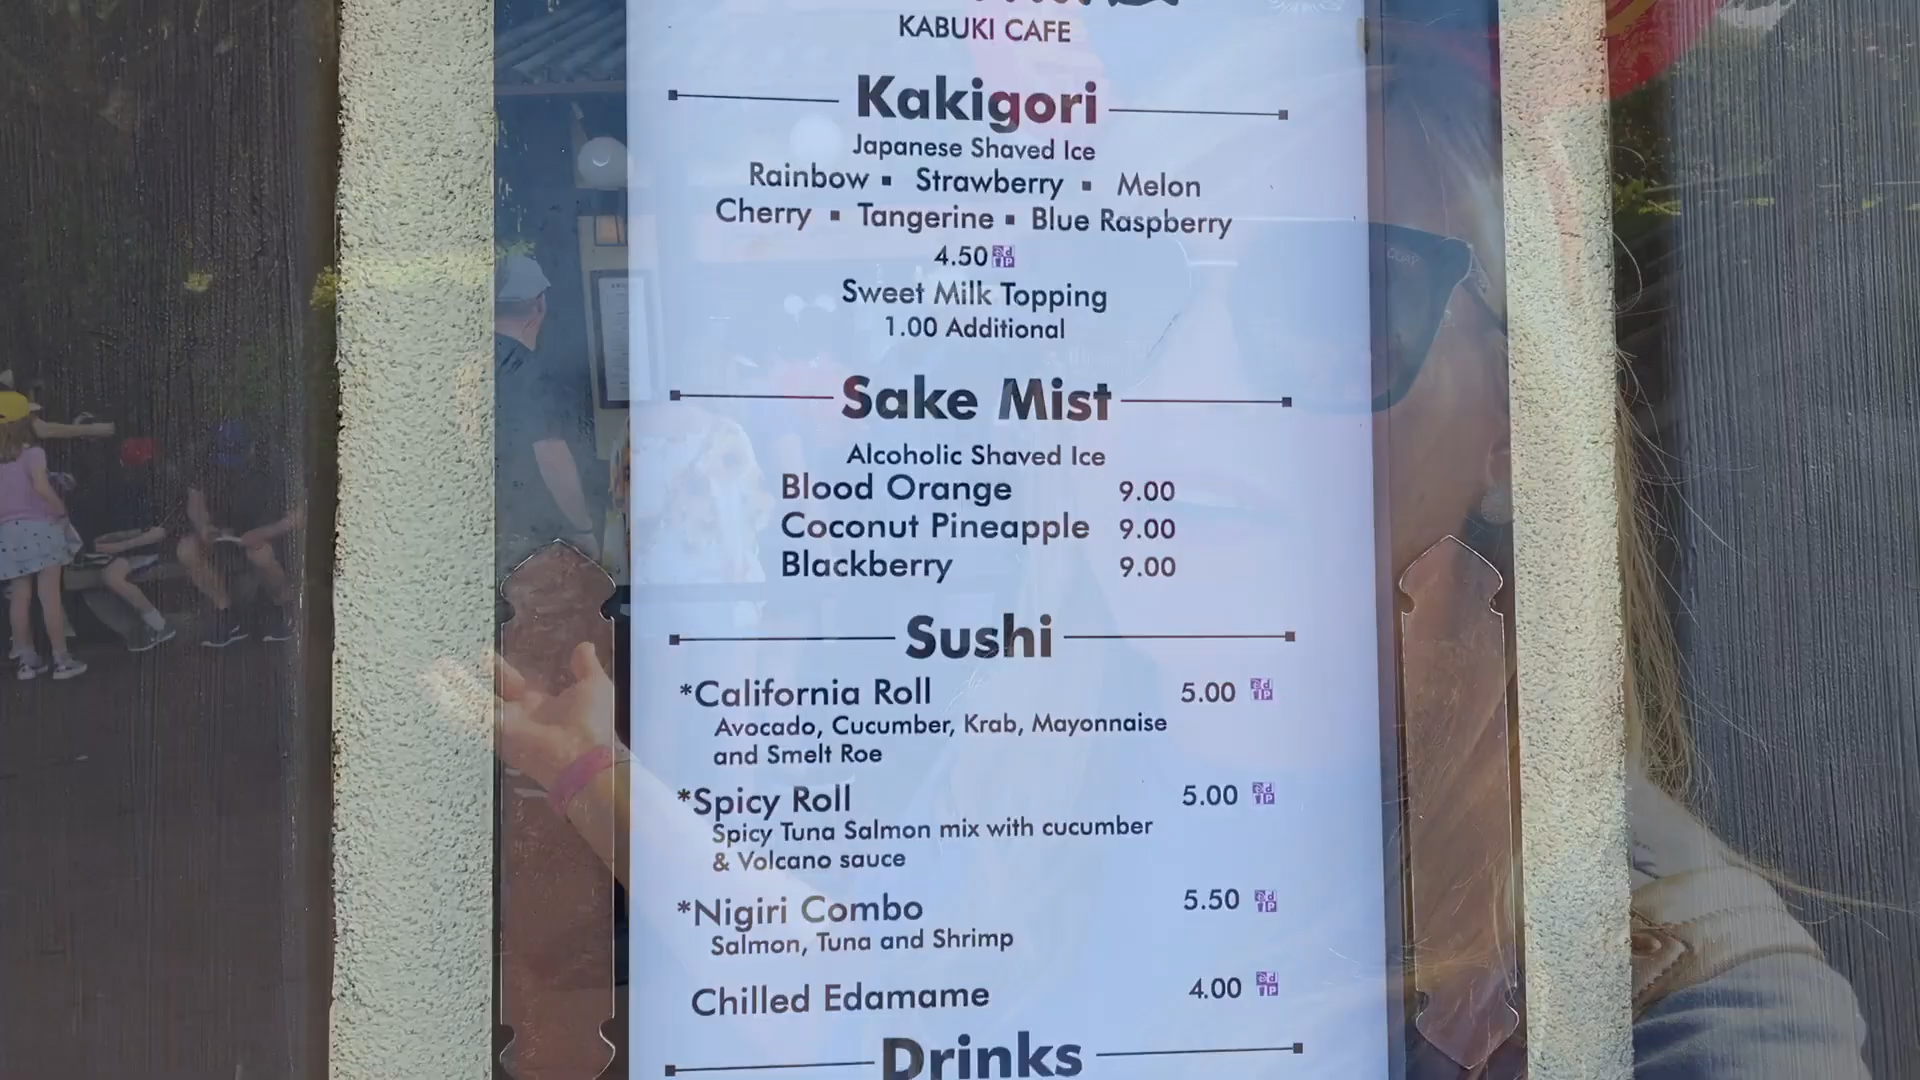 KABUKI CAFE
Kakigori
Japanese Shaved Ice
Rainbow ▪ Strawberry ▪ Melon
Cherry ▪ Tangerine ▪ Blue Raspberry
4.50
Sweet Milk Topping
1.00 Additional
Sake Mist
Alcoholic Shaved Ice
Blood Orange 9.00
Coconut Pineapple 9.00
Blackberry 9.00
Sushi
*California Roll 5.00
Avocado, Cucumber, Krab, Mayonnaise
and Smelt Roe
*Spicy Roll 5.00
Spicy Tuna Salmon mix with cucumber
& Volcano sauce
*Nigiri Combo 5.50
Salmon, Tuna and Shrimp
Chilled Edamame 4.00
Drinks